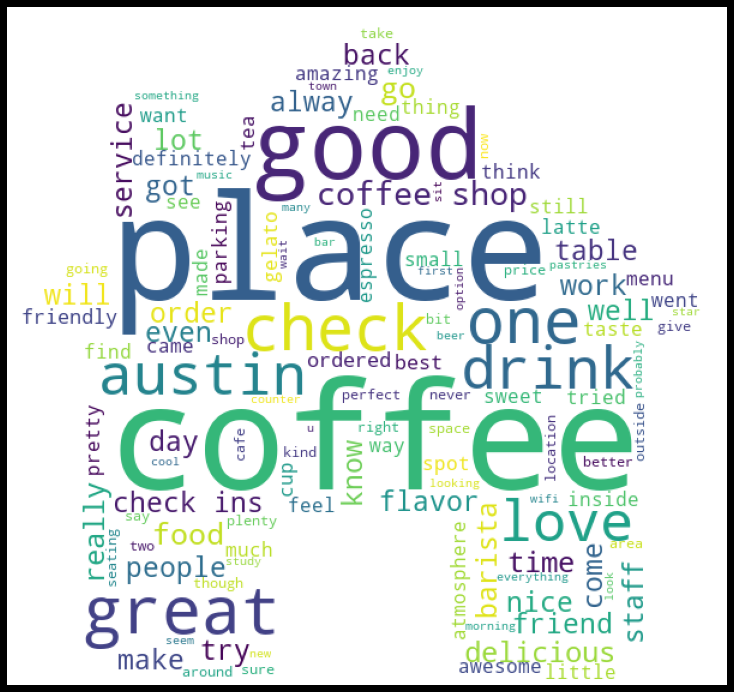 take
back
enjoy
amazing
town
go
something
alway
thing
want
need
service
lot
tea
good
now
definitely
think
music
got
coffee shop
sit
see
many
still
parking
gelato
espresso
latte
place
bar
small
table
wait
made
first
price
pastries
going
option
work
menu
will
order
well
went
friendly
even
check
bit
one
taste
star
shop
beer
give
find
came
ordered
best
drink
probably
austin
perfect
never
sweet
tried
counter
outside
coffee
pretty
day
cafe
u
right
space
location
kind
know
way
cool
cup
spot
better
looking
check ins
feel
flavor
wifi
inside
really
say
plenty
love
food
two
much
barista
area
seating
people
study
atmosphere
time
come
staff
though
everything
look
great
nice
friend
morning
seem
try
delicious
make
new
awesome
around
sure
little